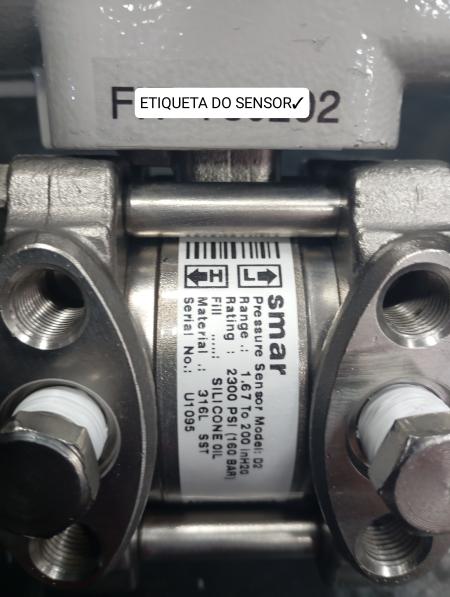 ETIQUETA DO SENSOR✓
smar
Pressure Sensor Model: D2
Range .: 1.67 To 200 inH2O
Rating : 2300 PSI (160 BAR)
Fill .....: SILICONE OIL
Material .: 316L SST
Serial No.: U1095
L
H